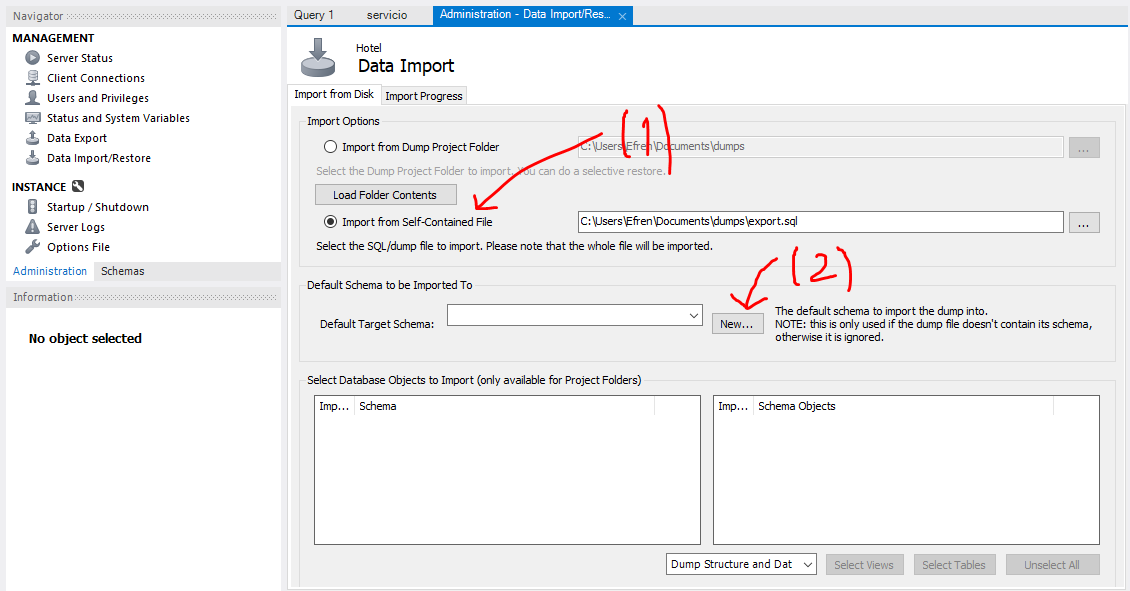 Navigator
MANAGEMENT
Server Status
Client Connections
Users and Privileges
Status and System Variables
Data Export
Data Import/Restore
INSTANCE
Startup / Shutdown
Server Logs
Options File
Administration Schemas
Information
No object selected
Query 1 servicio Administration - Data Import/Res...
Hotel
Data Import
Import from Disk Import Progress
Import Options
(1)
Import from Dump Project Folder C:\Users\Efren\Documents\dumps ...
Select the Dump Project Folder to import. You can do a selective restore.
Load Folder Contents
Import from Self-Contained File C:\Users\Efren\Documents\dumps\export.sql ...
Select the SQL/dump file to import. Please note that the whole file will be imported.
(2)
Default Schema to be Imported To
Default Target Schema: New...
The default schema to import the dump into.
NOTE: this is only used if the dump file doesn't contain its schema,
otherwise it is ignored.
Select Database Objects to Import (only available for Project Folders)
Imp... Schema Imp... Schema Objects
Dump Structure and Dat Select Views Select Tables Unselect All